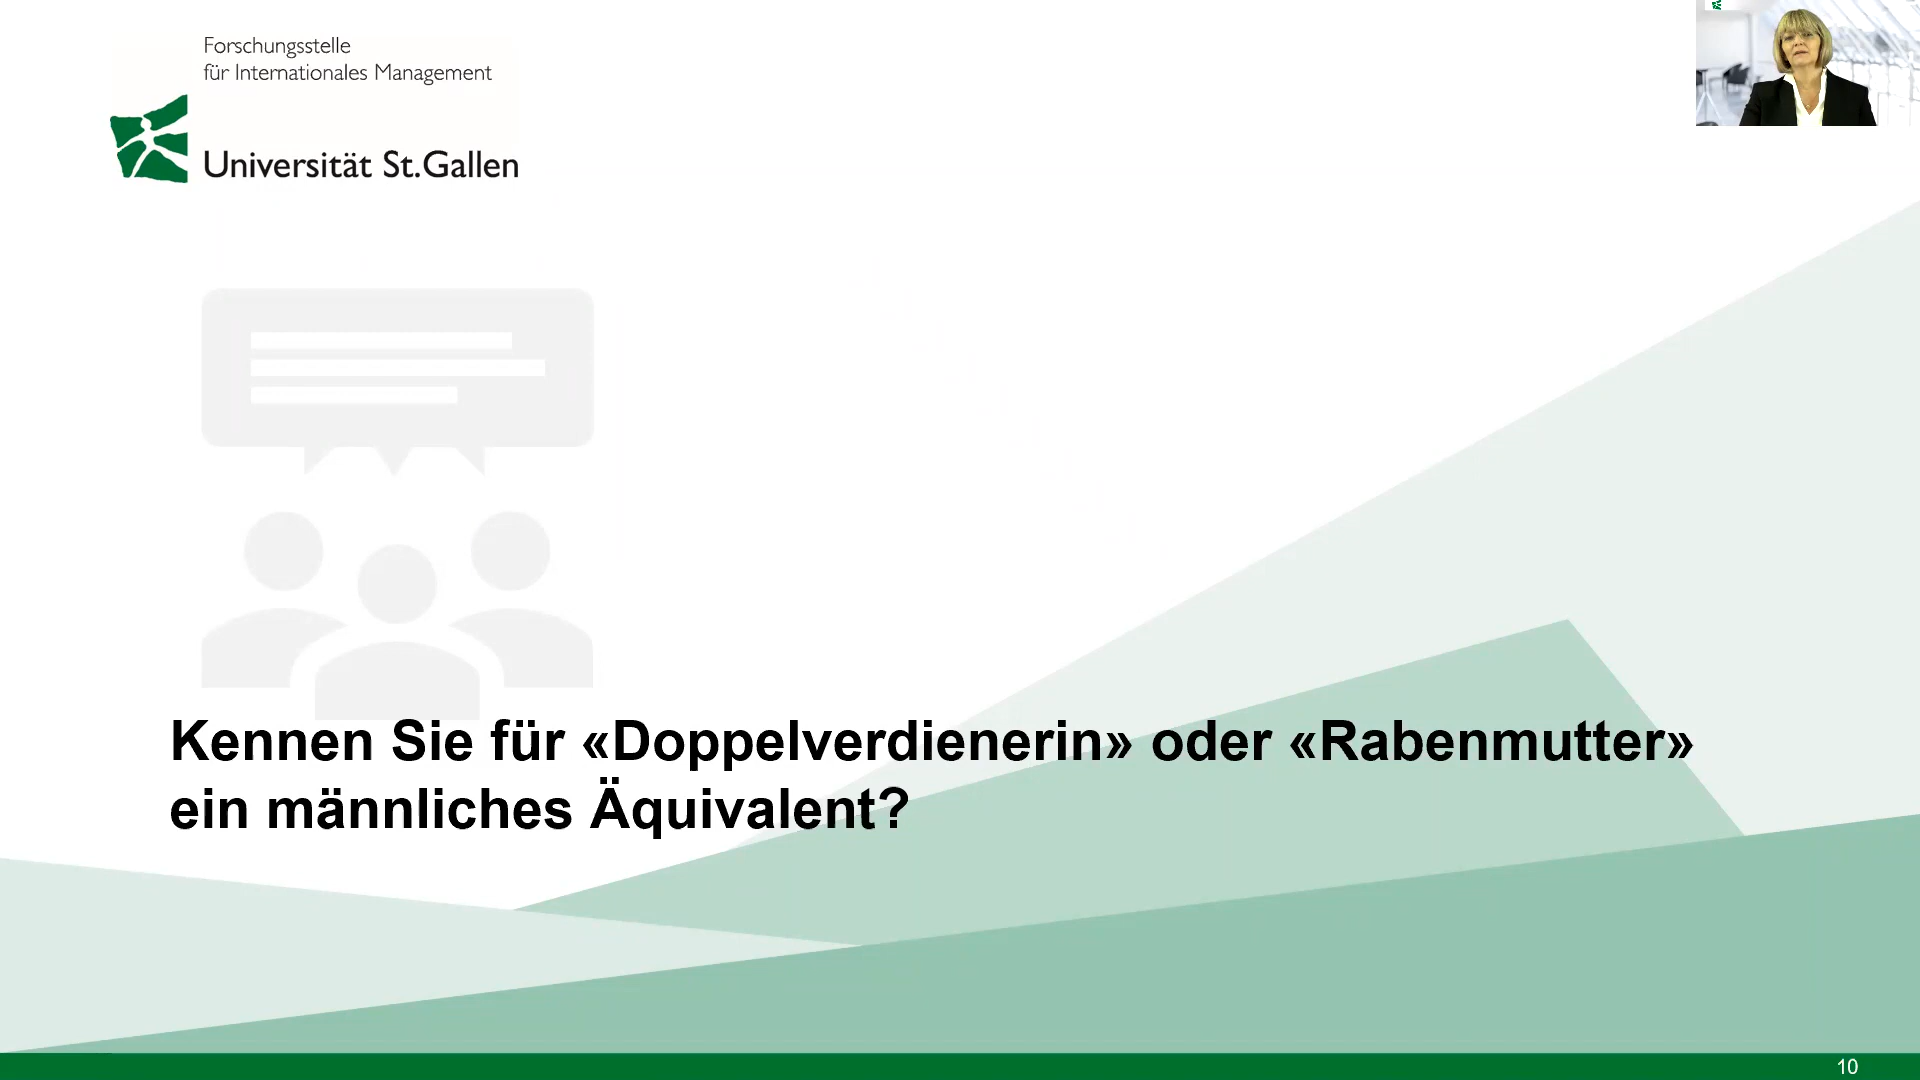 Forschungsstelle
für Internationales Management
Universität St.Gallen
Kennen Sie für «Doppelverdienerin» oder «Rabenmutter»
ein männliches Äquivalent?
10